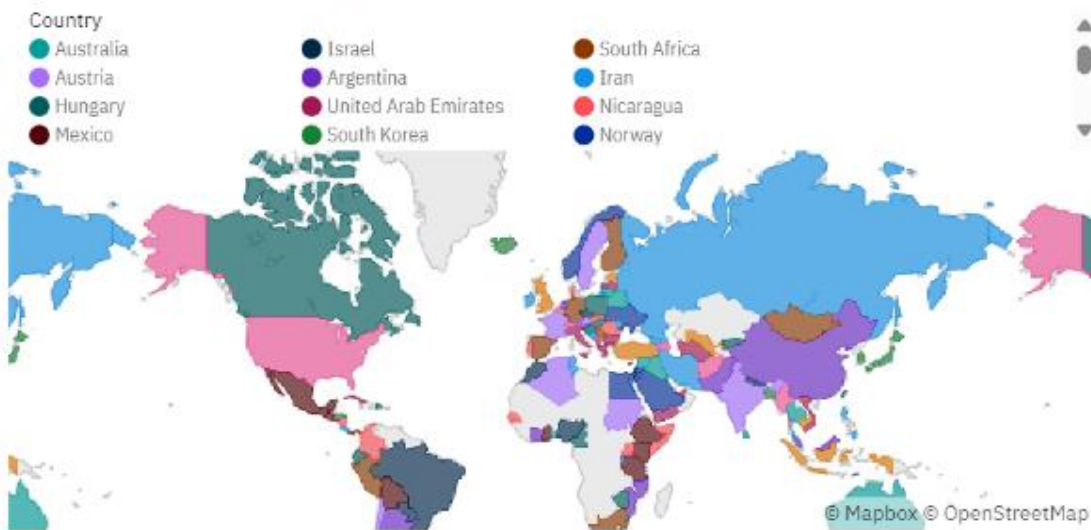 Country
Australia
Israel
South Africa
Austria
Argentina
Iran
Hungary
United Arab Emirates
Nicaragua
Mexico
South Korea
Norway
© Mapbox © OpenStreetMap